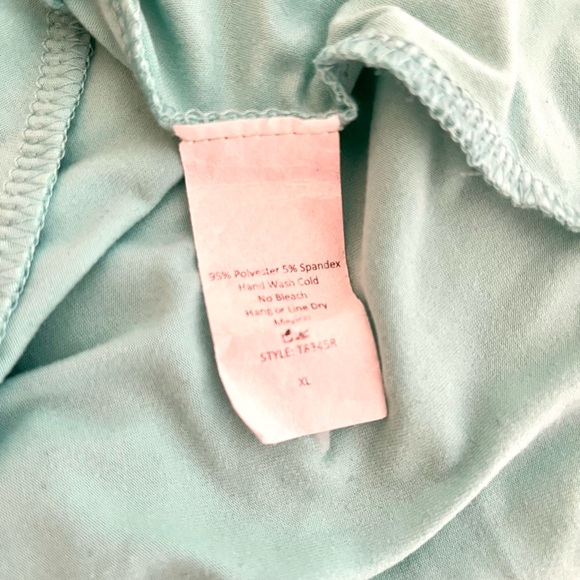 95% Polyester 5% Spandex
Hand Wash Cold
No Bleach
Hang or Line Dry
STYLE:
XL